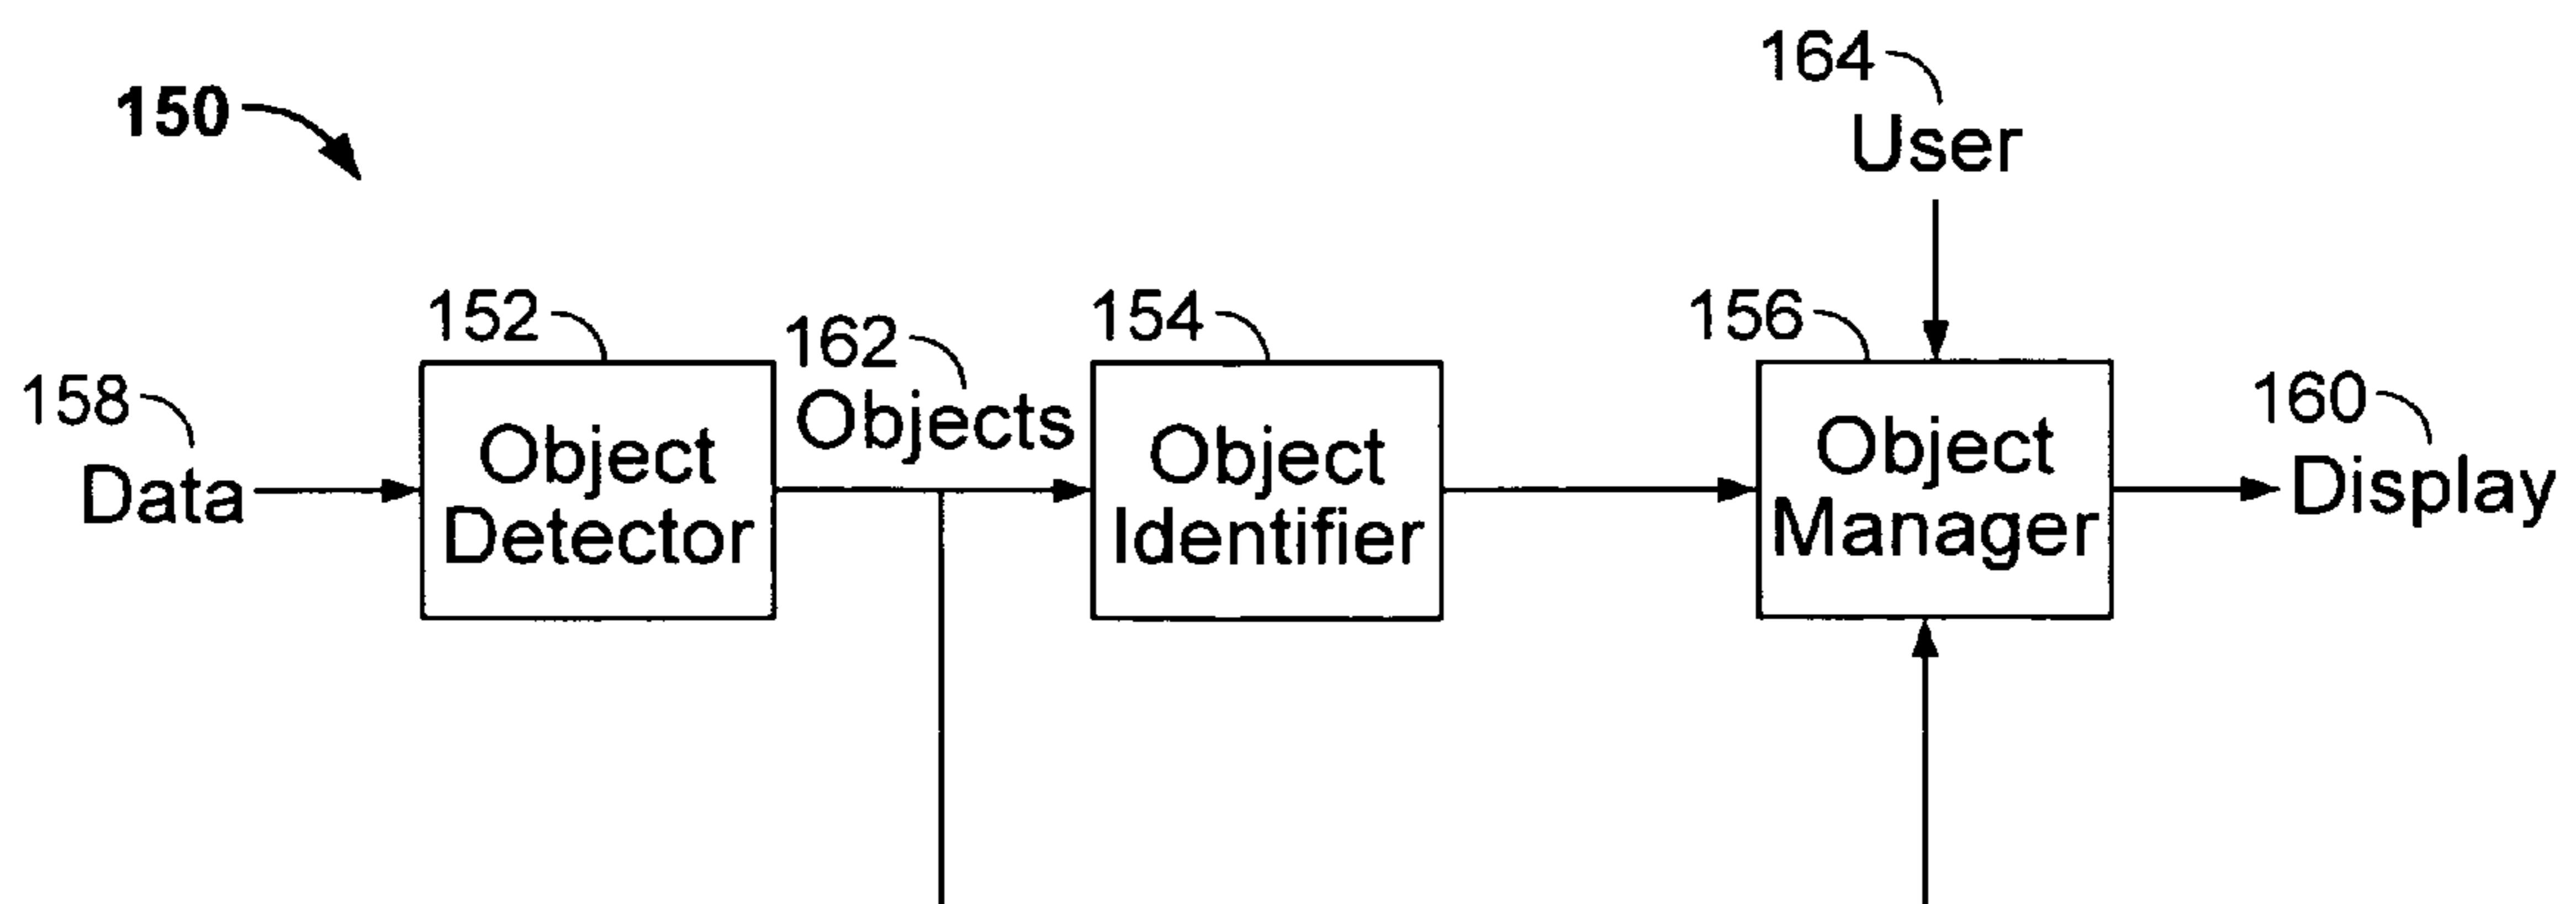 164
User
150
152
162
154
156
158
Data
Object
Detector
Objects
Object
Identifier
Object
Manager
160
Display